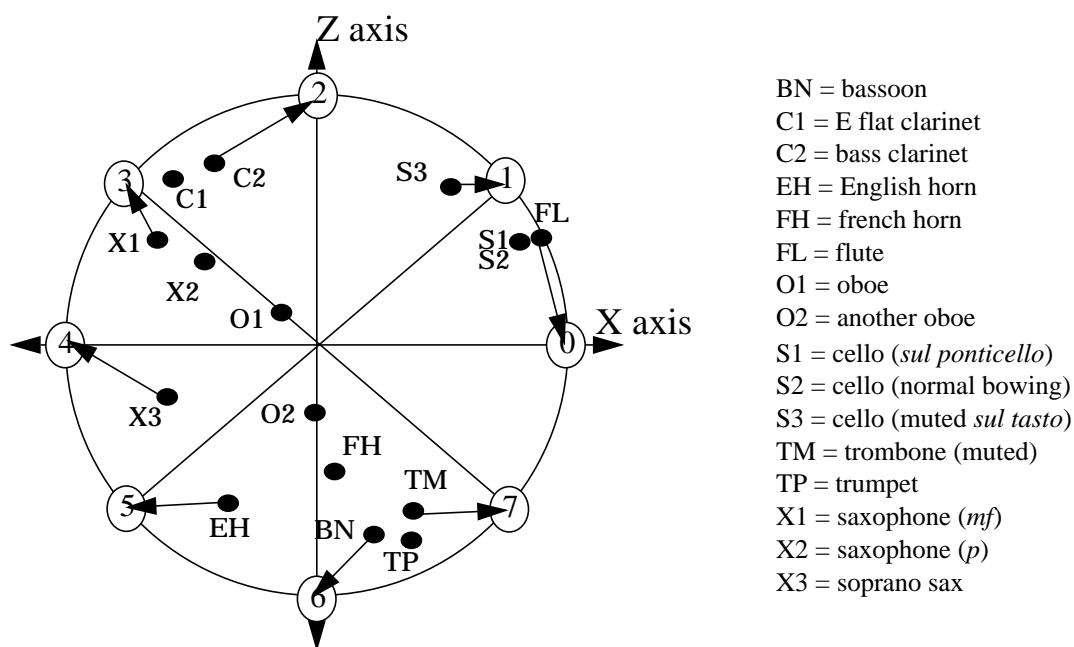 Z axis
2
C2
C1
3
S3
1
FL
S1
S2
X1
X2
O1
X axis
4
0
X3
O2
FH
TM
5
7
EH
BN
TP
6
BN = bassoon
C1 = E flat clarinet
C2 = bass clarinet
EH = English horn
FH = french horn
FL = flute
O1 = oboe
O2 = another oboe
S1 = cello (sul ponticello)
S2 = cello (normal bowing)
S3 = cello (muted sul tasto)
TM = trombone (muted)
TP = trumpet
X1 = saxophone (mf)
X2 = saxophone (p)
X3 = soprano sax